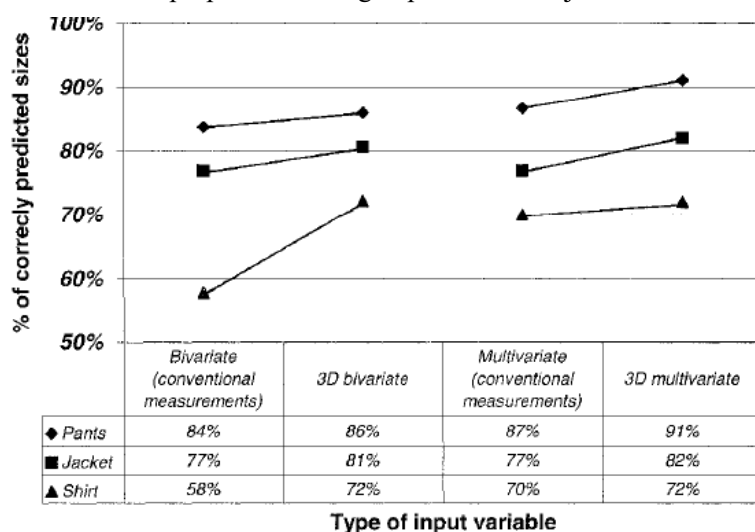 100%
90%
80%
70%
60%
50%
% of correcly predicted sizes
Bivariate (conventional measurements)
3D bivariate
Multivariate (conventional measurements)
3D multivariate
Pants 84% 86% 87% 91%
Jacket 77% 81% 77% 82%
Shirt 58% 72% 70% 72%
Type of input variable